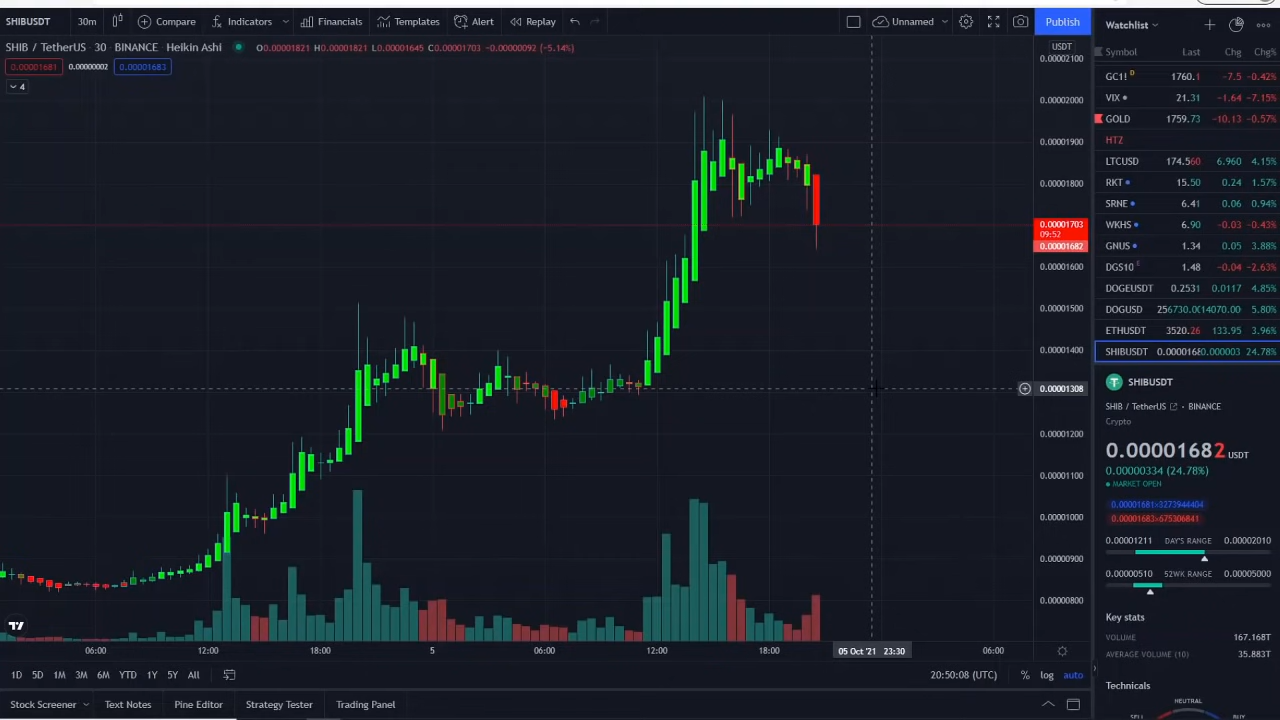 SHIBUSDT 30m Compare Indicators Financials Templates Alert Replay Unnamed Publish
SHIB / TetherUS 30 BINANCE Heikin Ashi O0.00001821 H0.00001821 L0.00001645 C0.00001703 −0.00000092 (−5.14%)
0.00001681 0.00000002 0.00001683
4
USDT
0.00002100
0.00002000
0.00001900
0.00001800
0.00001703
09:52
0.00001682
0.00001600
0.00001500
0.00001400
0.00001308
0.00001200
0.00001100
0.00001000
0.00000900
0.00000800
06:00 12:00 18:00 5 06:00 12:00 18:00 05 Oct '21 23:30 06:00
1D 5D 1M 3M 6M YTD 1Y 5Y All 20:50:08 (UTC) % log auto
Stock Screener Text Notes Pine Editor Strategy Tester Trading Panel
Watchlist
Symbol Last Chg Chg%
GC1! D 1760.1 −7.5 −0.42%
VIX 21.31 −1.64 −7.15%
GOLD 1759.73 −10.13 −0.57%
HTZ
LTCUSD 174.560 6.960 4.15%
RKT 15.50 0.24 1.57%
SRNE 6.41 0.06 0.94%
WKHS 6.90 −0.03 −0.43%
GNUS 1.34 0.05 3.88%
DGS10 1.48 −0.04 −2.63%
DOGEUSDT 0.2531 0.0117 4.85%
DOGUSD 256730.0 14070.00 5.80%
ETHUSDT 3520.26 133.95 3.96%
SHIBUSDT 0.0000168 0.000003 24.78%
SHIBUSDT
SHIB / TetherUS • BINANCE
Crypto
0.00001682 USDT
0.00000334 (24.78%)
MARKET OPEN
0.00001681×3273944404
0.00001683×675306841
0.00001211 DAY'S RANGE 0.00002010
0.00000510 52WK RANGE 0.00005000
Key stats
VOLUME 167.168T
AVERAGE VOLUME (10) 35.883T
Technicals
NEUTRAL
SELL BUY